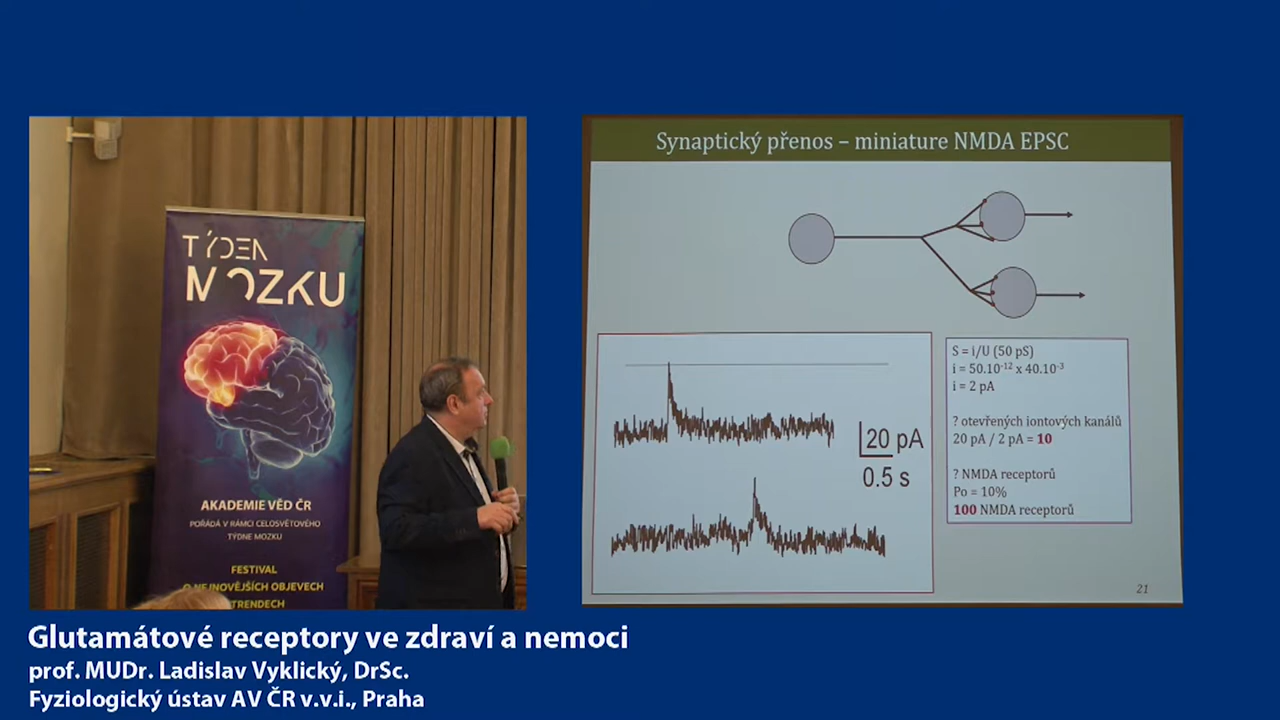 TÝDEN
MOZKU
AKADEMIE VĚD ČR
POŘÁDÁ V RÁMCI CELOSVĚTOVÉHO
TÝDNE MOZKU
FESTIVAL
O NEJNOVĚJŠÍCH OBJEVECH
TRENDECH
Synaptický přenos – miniature NMDA EPSC
20 pA
0.5 s
S = i/U (50 pS)
i = 50.10⁻¹² x 40.10⁻³
i = 2 pA
? otevřených iontových kanálů
20 pA / 2 pA = 10
? NMDA receptorů
Po = 10%
100 NMDA receptorů
21
Glutamátové receptory ve zdraví a nemoci
prof. MUDr. Ladislav Vyklický, DrSc.
Fyziologický ústav AV ČR v.v.i., Praha